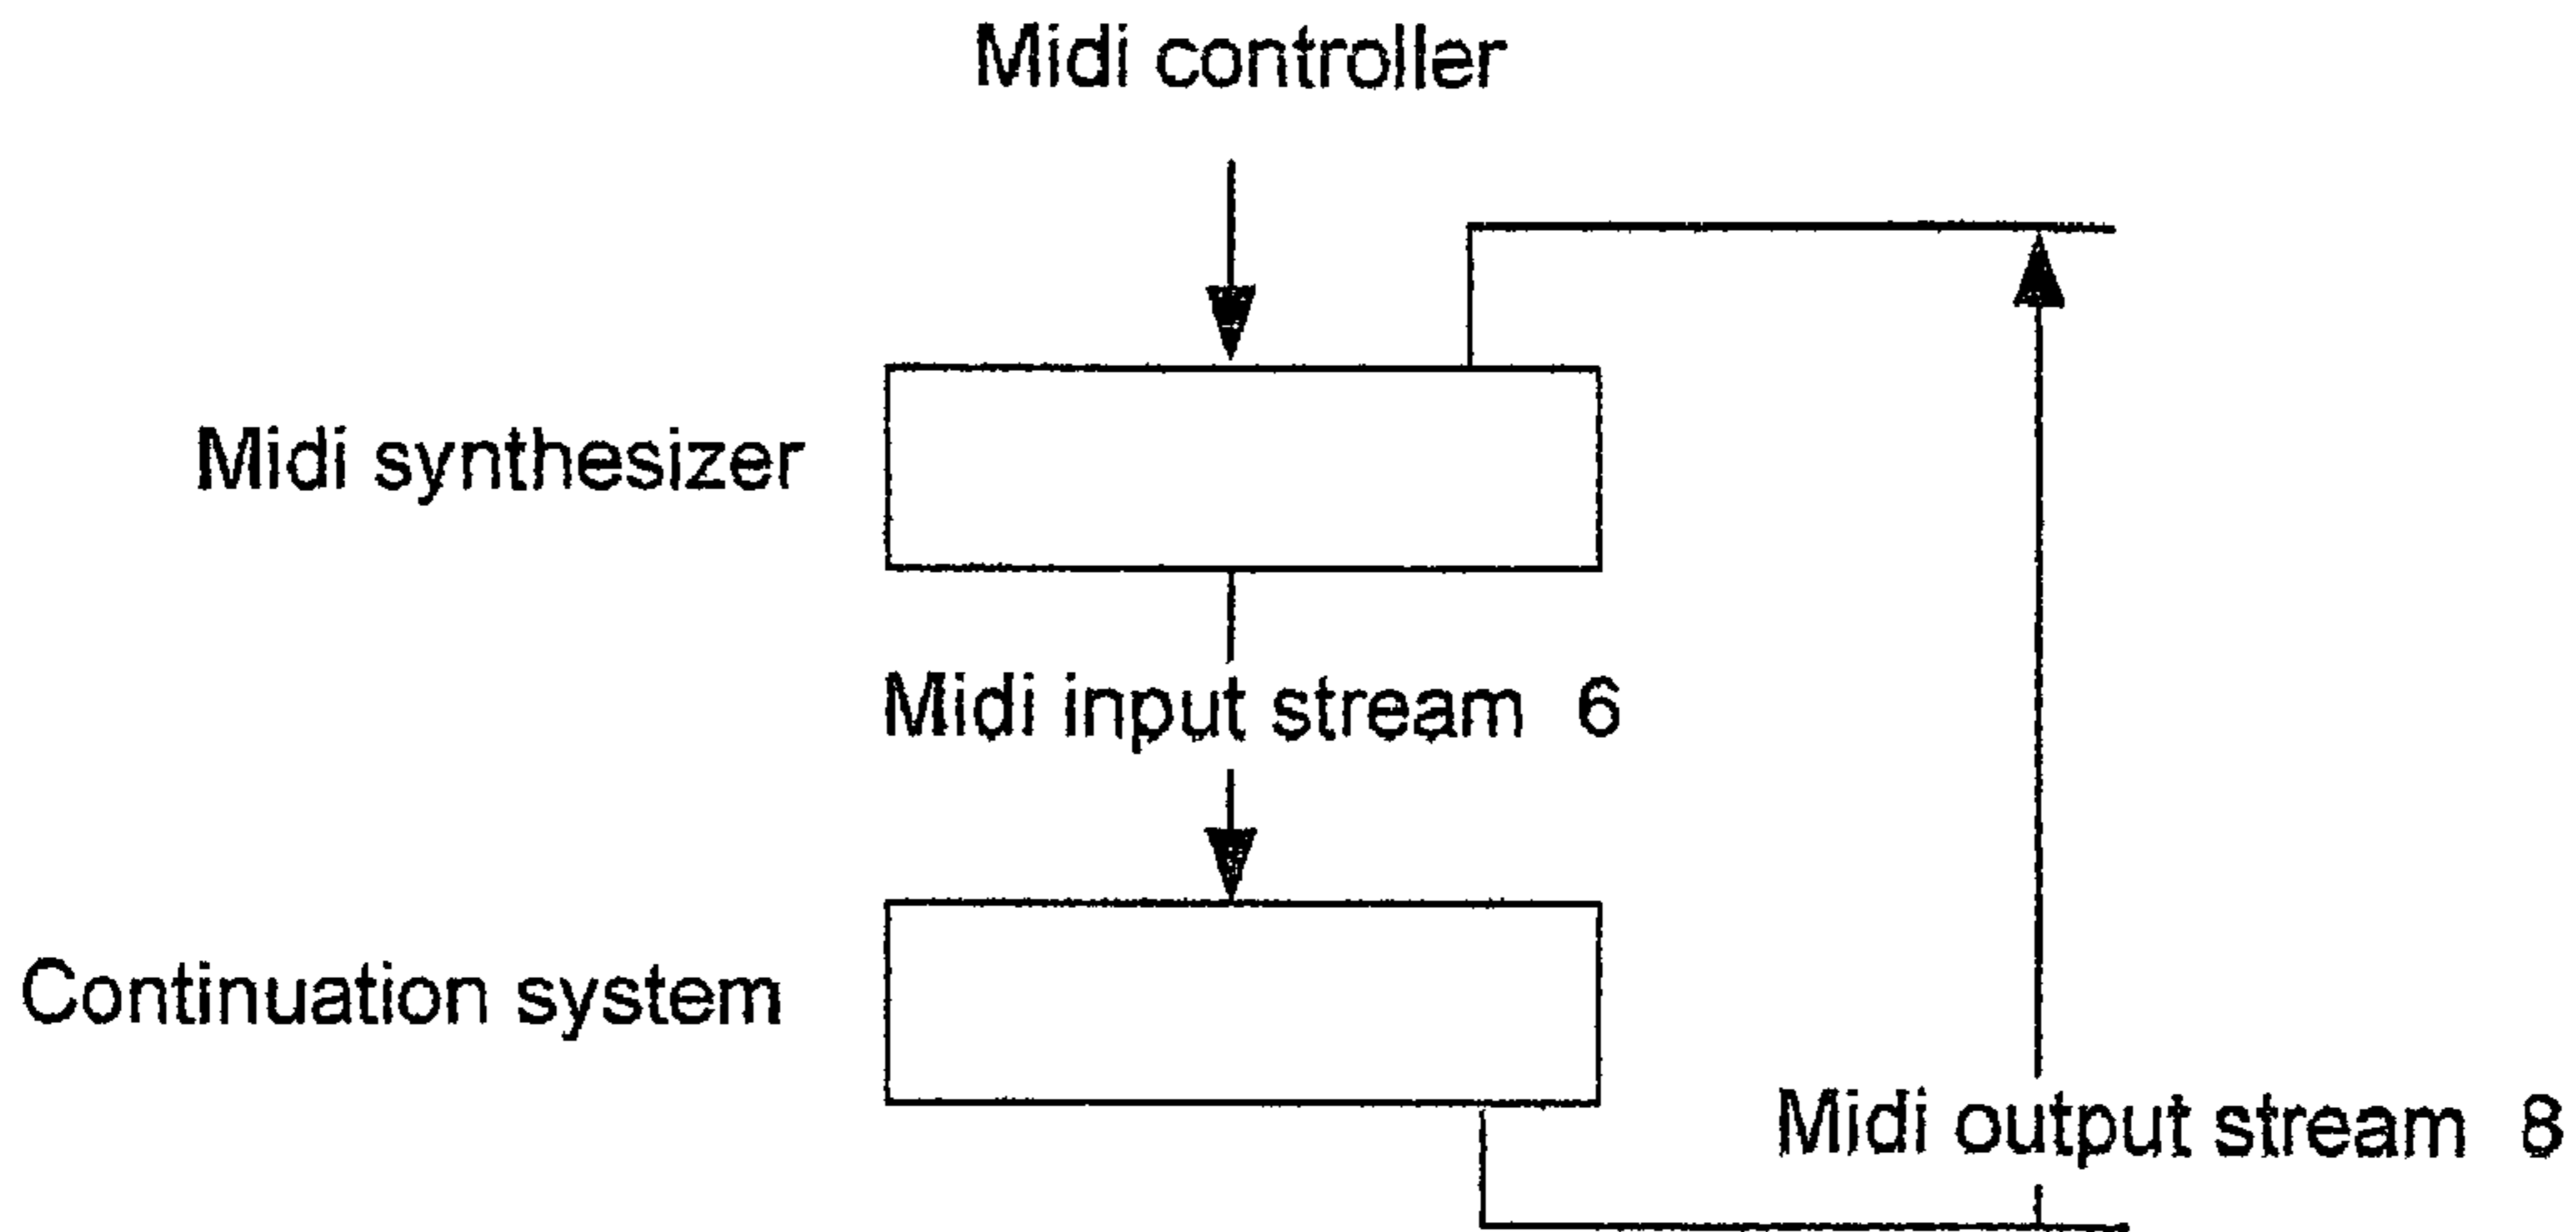 Midi controller
Midi synthesizer
Midi input stream 6
Continuation system
Midi output stream 8